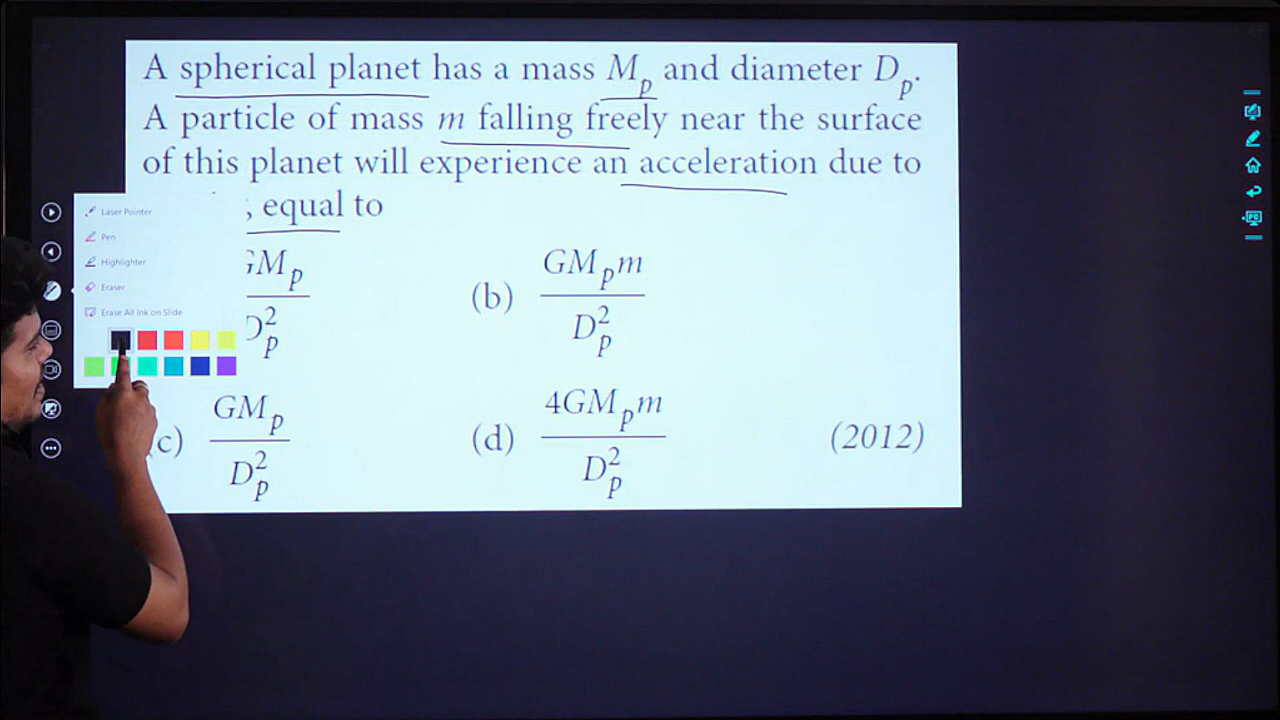 A spherical planet has a mass Mp and diameter Dp.
A particle of mass m falling freely near the surface
of this planet will experience an acceleration due to
, equal to
Laser Pointer
Pen
Highlighter
Eraser
Erase All Ink on Slide
GMp
Dp²
(b) GMpm
Dp²
c) GMp
Dp²
(d) 4GMpm
Dp²
(2012)
PC